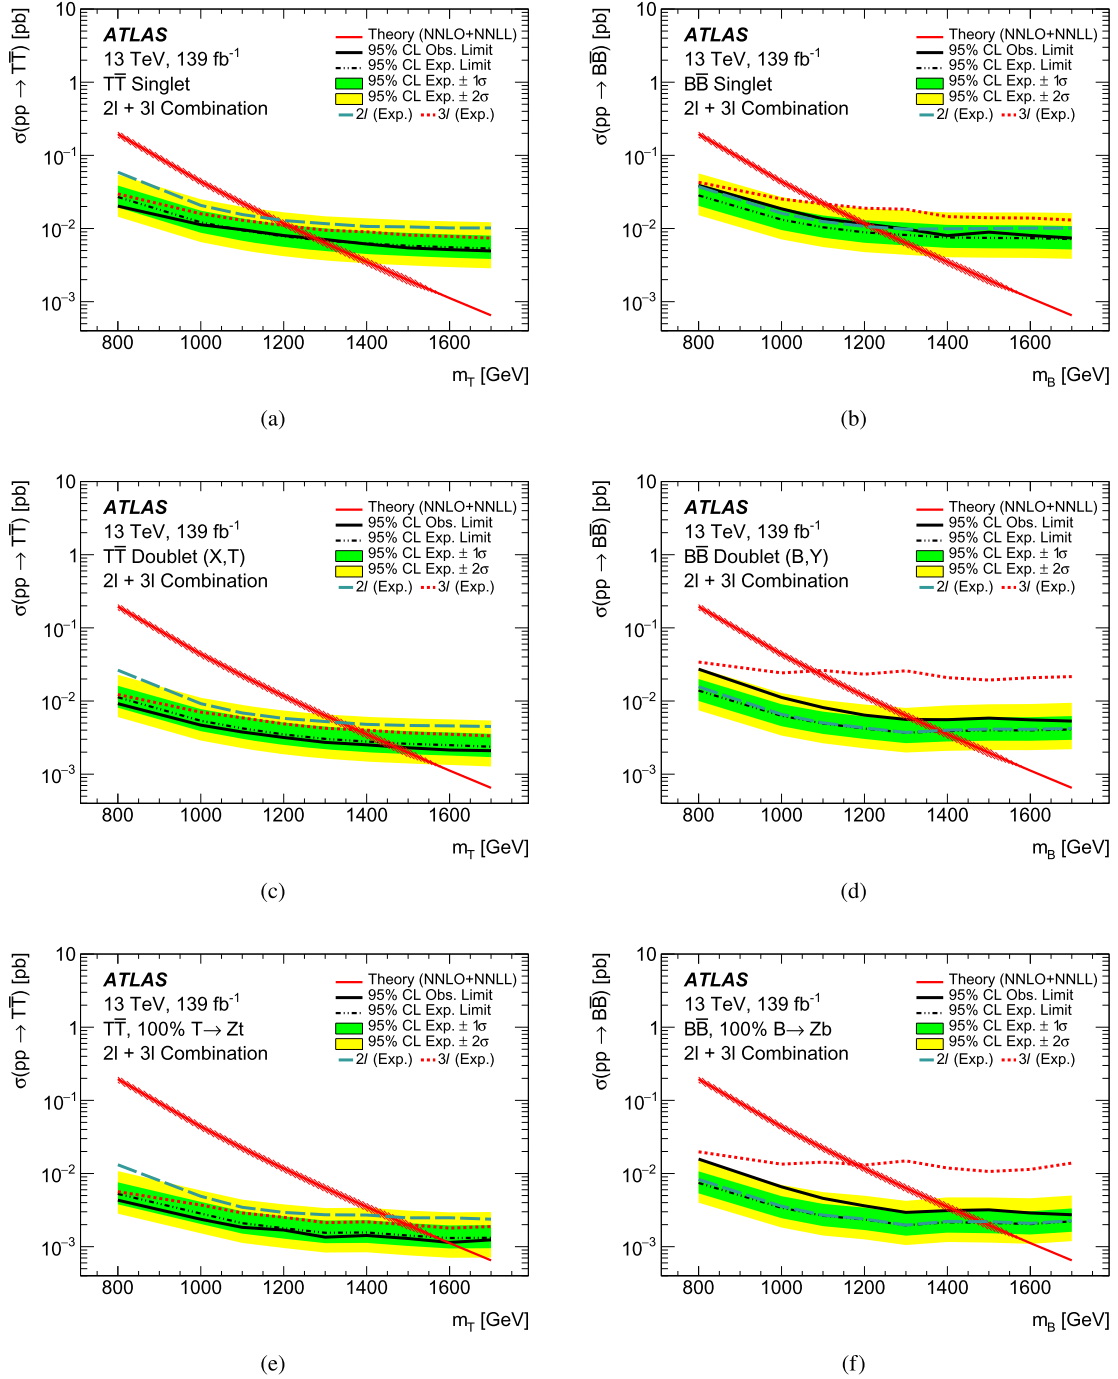 σ(pp → TT̅) [pb]
10
1
10⁻¹
10⁻²
10⁻³
ATLAS
13 TeV, 139 fb⁻¹
TT̅ Singlet
2l + 3l Combination
Theory (NNLO+NNLL)
95% CL Obs. Limit
95% CL Exp. Limit
95% CL Exp. ± 1σ
95% CL Exp. ± 2σ
2l (Exp.) 3l (Exp.)
800 1000 1200 1400 1600
m_T [GeV]
(a)
σ(pp → BB̅) [pb]
10
1
10⁻¹
10⁻²
10⁻³
ATLAS
13 TeV, 139 fb⁻¹
BB̅ Singlet
2l + 3l Combination
Theory (NNLO+NNLL)
95% CL Obs. Limit
95% CL Exp. Limit
95% CL Exp. ± 1σ
95% CL Exp. ± 2σ
2l (Exp.) 3l (Exp.)
800 1000 1200 1400 1600
m_B [GeV]
(b)
σ(pp → TT̅) [pb]
10
1
10⁻¹
10⁻²
10⁻³
ATLAS
13 TeV, 139 fb⁻¹
TT̅ Doublet (X,T)
2l + 3l Combination
Theory (NNLO+NNLL)
95% CL Obs. Limit
95% CL Exp. Limit
95% CL Exp. ± 1σ
95% CL Exp. ± 2σ
2l (Exp.) 3l (Exp.)
800 1000 1200 1400 1600
m_T [GeV]
(c)
σ(pp → BB̅) [pb]
10
1
10⁻¹
10⁻²
10⁻³
ATLAS
13 TeV, 139 fb⁻¹
BB̅ Doublet (B,Y)
2l + 3l Combination
Theory (NNLO+NNLL)
95% CL Obs. Limit
95% CL Exp. Limit
95% CL Exp. ± 1σ
95% CL Exp. ± 2σ
2l (Exp.) 3l (Exp.)
800 1000 1200 1400 1600
m_B [GeV]
(d)
σ(pp → TT̅) [pb]
10
1
10⁻¹
10⁻²
10⁻³
ATLAS
13 TeV, 139 fb⁻¹
TT̅, 100% T→ Zt
2l + 3l Combination
Theory (NNLO+NNLL)
95% CL Obs. Limit
95% CL Exp. Limit
95% CL Exp. ± 1σ
95% CL Exp. ± 2σ
2l (Exp.) 3l (Exp.)
800 1000 1200 1400 1600
m_T [GeV]
(e)
σ(pp → BB̅) [pb]
10
1
10⁻¹
10⁻²
10⁻³
ATLAS
13 TeV, 139 fb⁻¹
BB̅, 100% B→ Zb
2l + 3l Combination
Theory (NNLO+NNLL)
95% CL Obs. Limit
95% CL Exp. Limit
95% CL Exp. ± 1σ
95% CL Exp. ± 2σ
2l (Exp.) 3l (Exp.)
800 1000 1200 1400 1600
m_B [GeV]
(f)